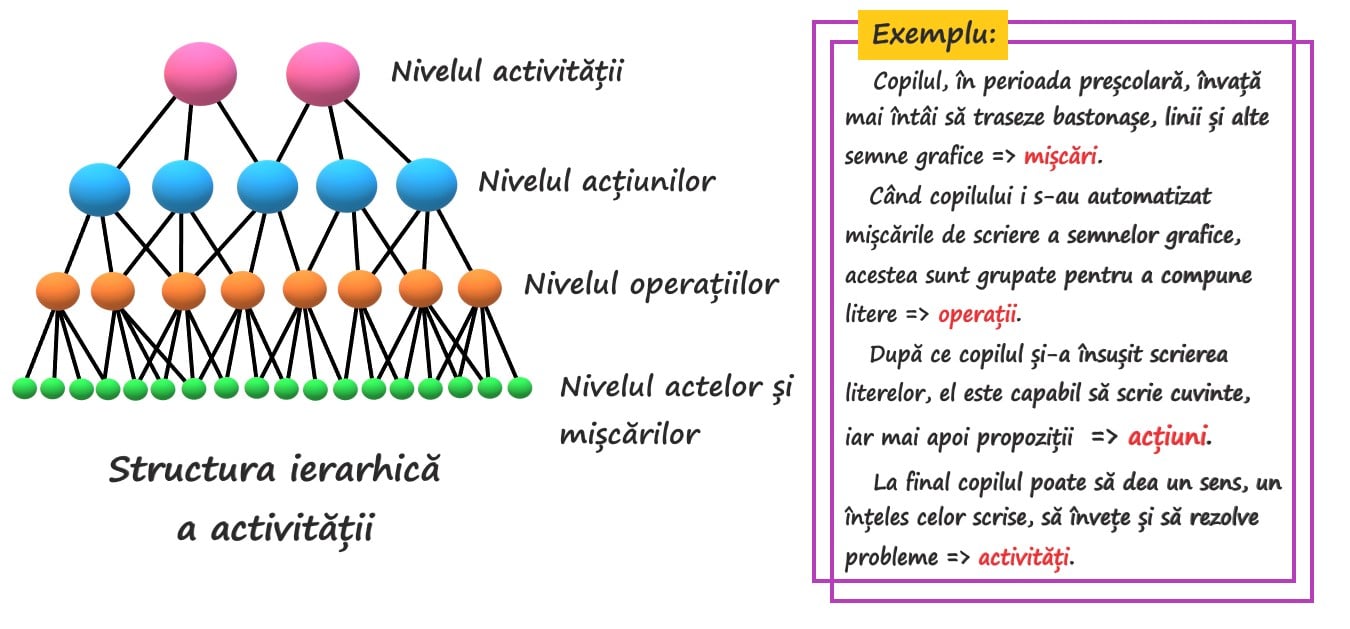 Nivelul activității
Nivelul acțiunilor
Nivelul operațiilor
Nivelul actelor și
mișcărilor
Structura ierarhică
a activității
Exemplu:
Copilul, în perioada preșcolară, învață
mai întâi să traseze bastonașe, linii și alte
semne grafice => mișcări.
Când copilului i s-au automatizat
mișcările de scriere a semnelor grafice,
acestea sunt grupate pentru a compune
litere => operații.
După ce copilul și-a însușit scrierea
literelor, el este capabil să scrie cuvinte,
iar mai apoi propoziții => acțiuni.
La final copilul poate să dea un sens, un
înțeles celor scrise, să învețe și să rezolve
probleme => activități.